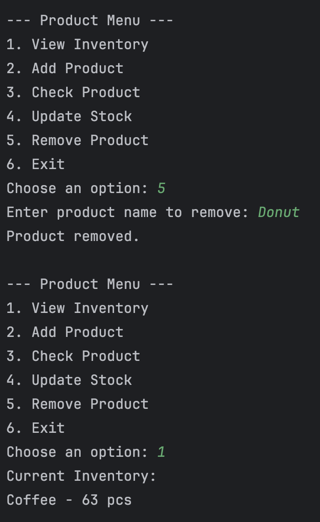 --- Product Menu ---
1. View Inventory
2. Add Product
3. Check Product
4. Update Stock
5. Remove Product
6. Exit
Choose an option: 5
Enter product name to remove: Donut
Product removed.

--- Product Menu ---
1. View Inventory
2. Add Product
3. Check Product
4. Update Stock
5. Remove Product
6. Exit
Choose an option: 1
Current Inventory:
Coffee - 63 pcs